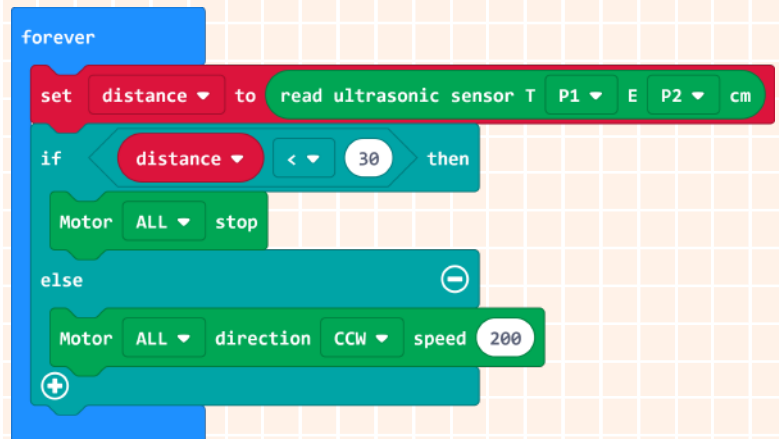 forever
set distance to read ultrasonic sensor T P1 E P2 cm
if distance < 30 then
Motor ALL stop
else
Motor ALL direction CCW speed 200